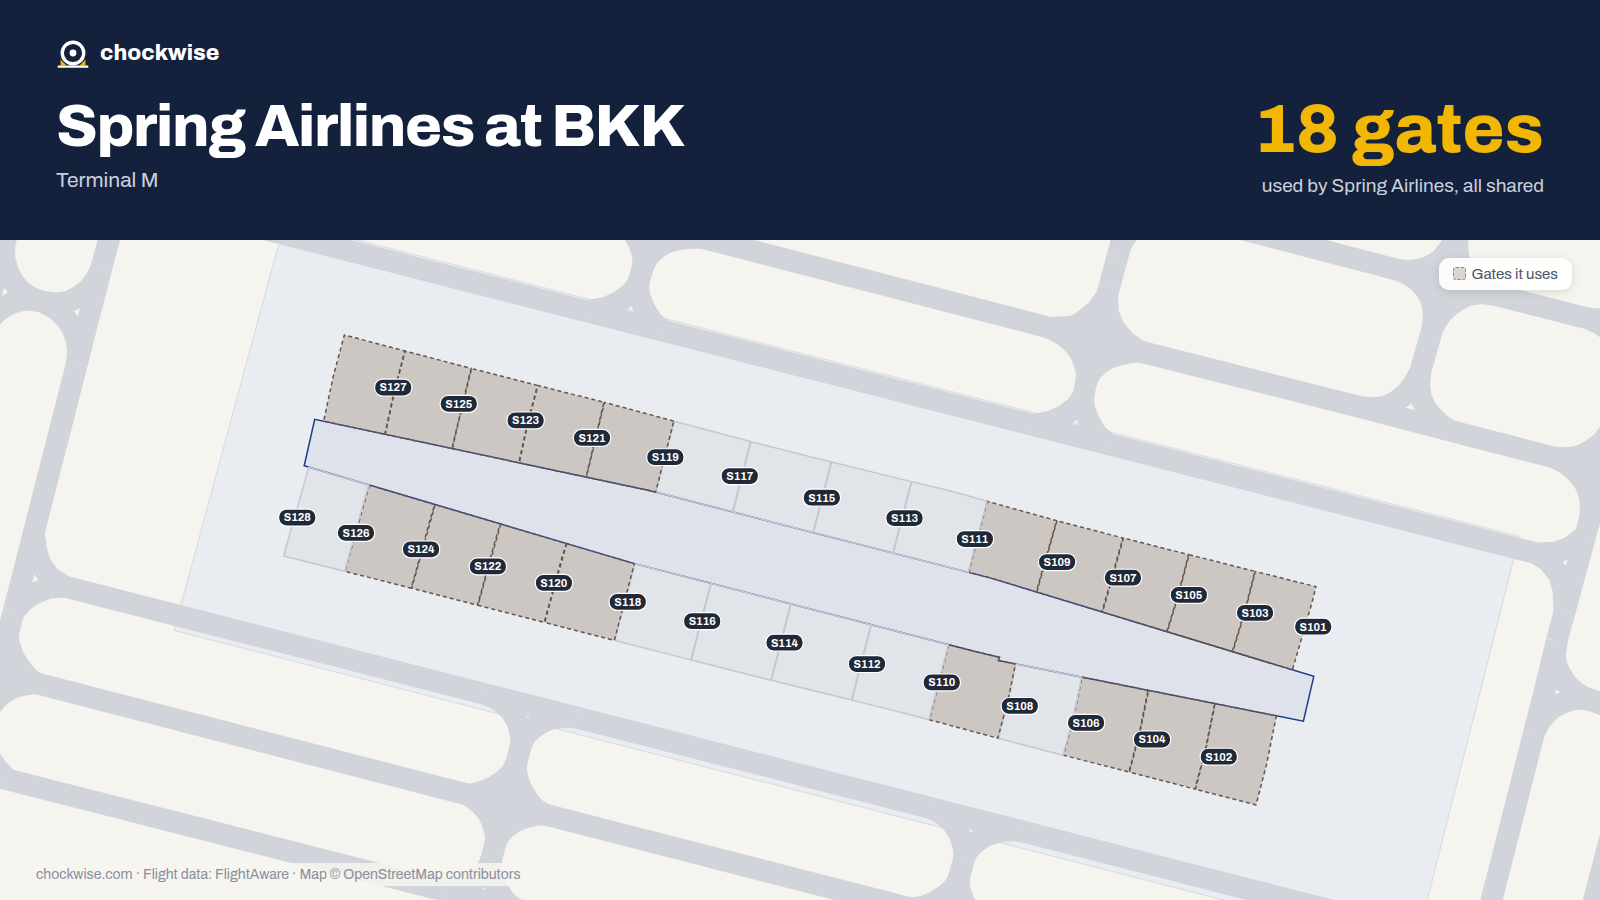 chockwise
Spring Airlines at BKK
Terminal M
18 gates
used by Spring Airlines, all shared
Gates it uses
S127
S125
S123
S121
S119
S117
S115
S113
S111
S109
S107
S105
S103
S101
S128
S126
S124
S122
S120
S118
S116
S114
S112
S110
S108
S106
S104
S102
chockwise.com · Flight data: FlightAware · Map © OpenStreetMap contributors